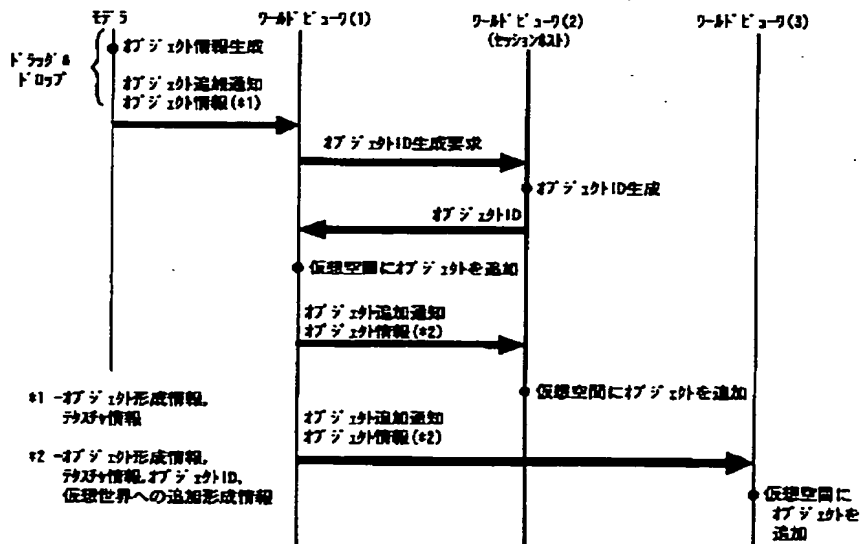 モデラ
ワールドビューワ(1)
ワールドビューワ(2)
(セッションホスト)
ワールドビューワ(3)
ドラッグ&
ドロップ
オブジェクト情報生成
オブジェクト追加通知
オブジェクト情報(*1)
オブジェクトID生成要求
オブジェクトID生成
オブジェクトID
仮想空間にオブジェクトを追加
オブジェクト追加通知
オブジェクト情報(*2)
仮想空間にオブジェクトを追加
オブジェクト追加通知
オブジェクト情報(*2)
仮想空間に
オブジェクトを
追加
*1 -オブジェクト形成情報,
テクスチャ情報
*2 -オブジェクト形成情報,
テクスチャ情報,オブジェクトID,
仮想世界への追加形成情報